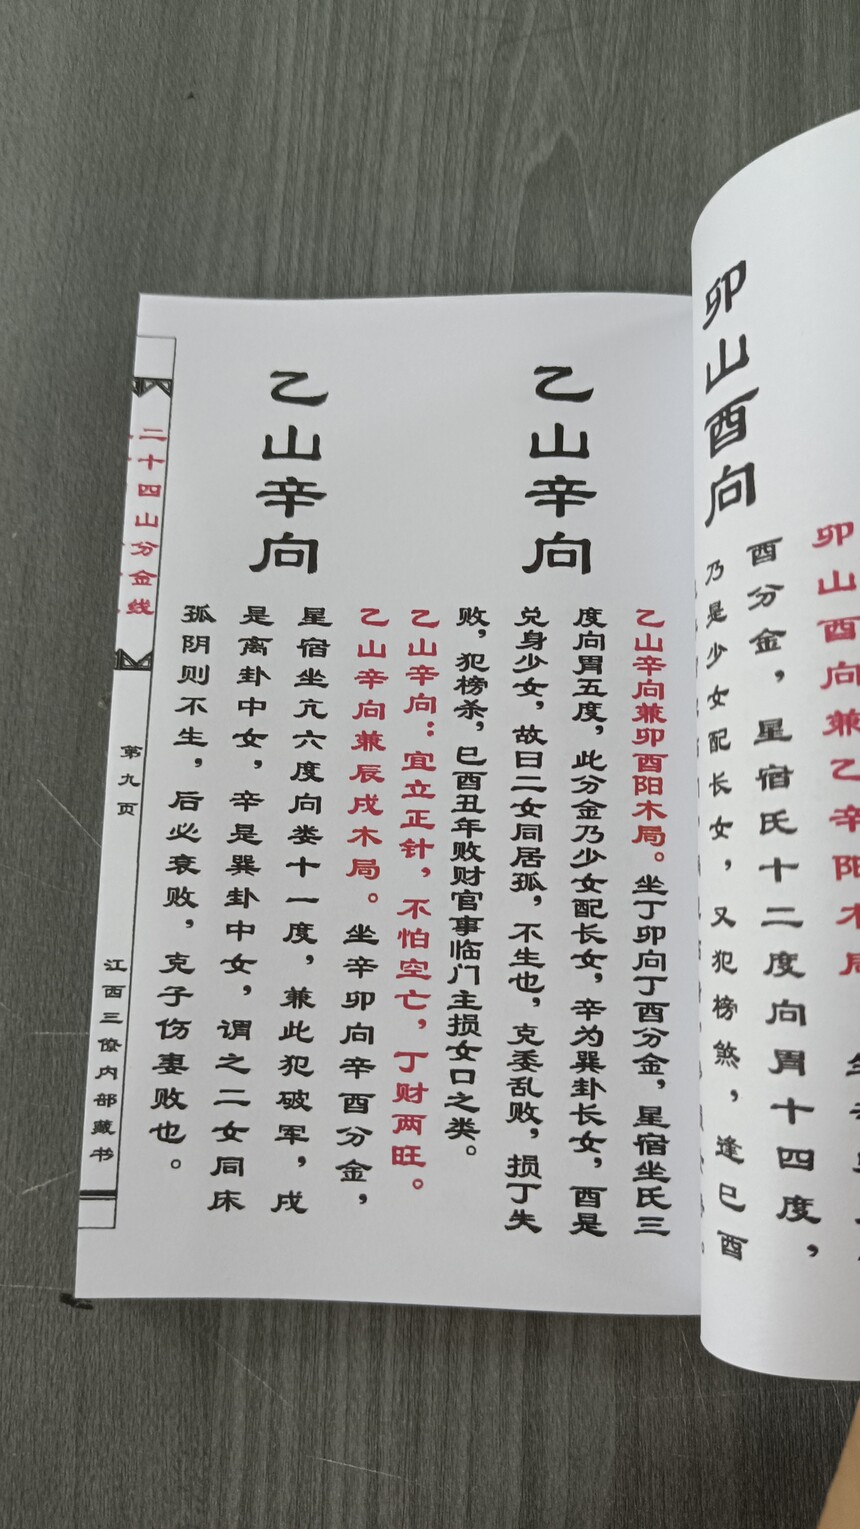 卯山酉向
卯山酉向兼乙辛阳木局
酉分金，星宿氐十二度向胃十四度，
乃是少女配长女，又犯榜煞，逢巳酉
乙山辛向
乙山辛向兼卯酉阳木局。坐丁卯向丁酉分金，星宿坐氐三
度向胃五度，此分金乃少女配长女，辛为巽卦长女，酉是
兑身少女，故曰二女同居孤，不生也，克妻乱败，损丁失
败，犯榜杀，巳酉丑年败财官事临门主损女口之类。
乙山辛向：宜立正针，不怕空亡，丁财两旺。
乙山辛向
乙山辛向兼辰戌木局。坐辛卯向辛酉分金，
星宿坐亢六度向娄十一度，兼此犯破军，戌
是离卦中女，辛是巽卦中女，谓之二女同床
孤阴则不生，后必衰败，克子伤妻败也。
二十四山分金线
第九页
江西三僚内部藏书